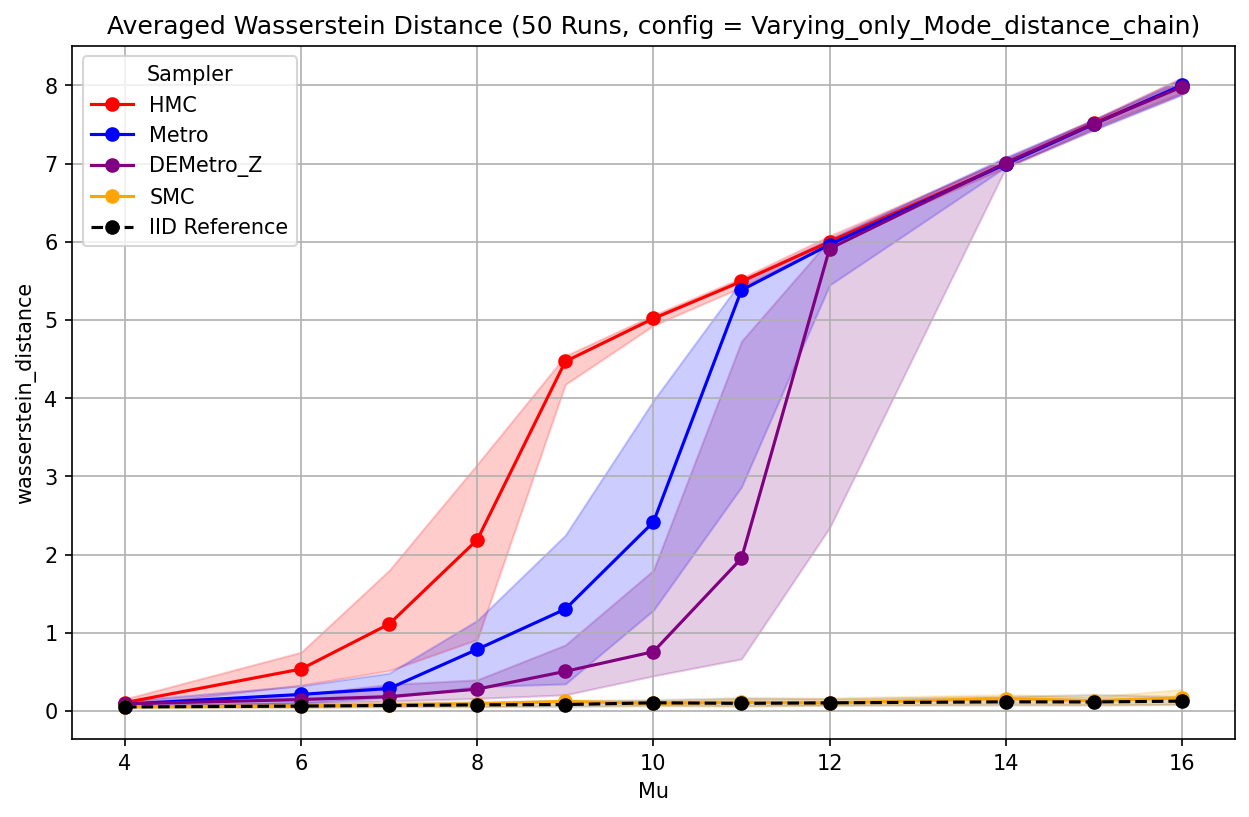 Averaged Wasserstein Distance (50 Runs, config = Varying_only_Mode_distance_chain)
Sampler
HMC
Metro
DEMetro_Z
SMC
IID Reference
wasserstein_distance
8
7
6
5
4
3
2
1
0
4 6 8 10 12 14 16
Mu